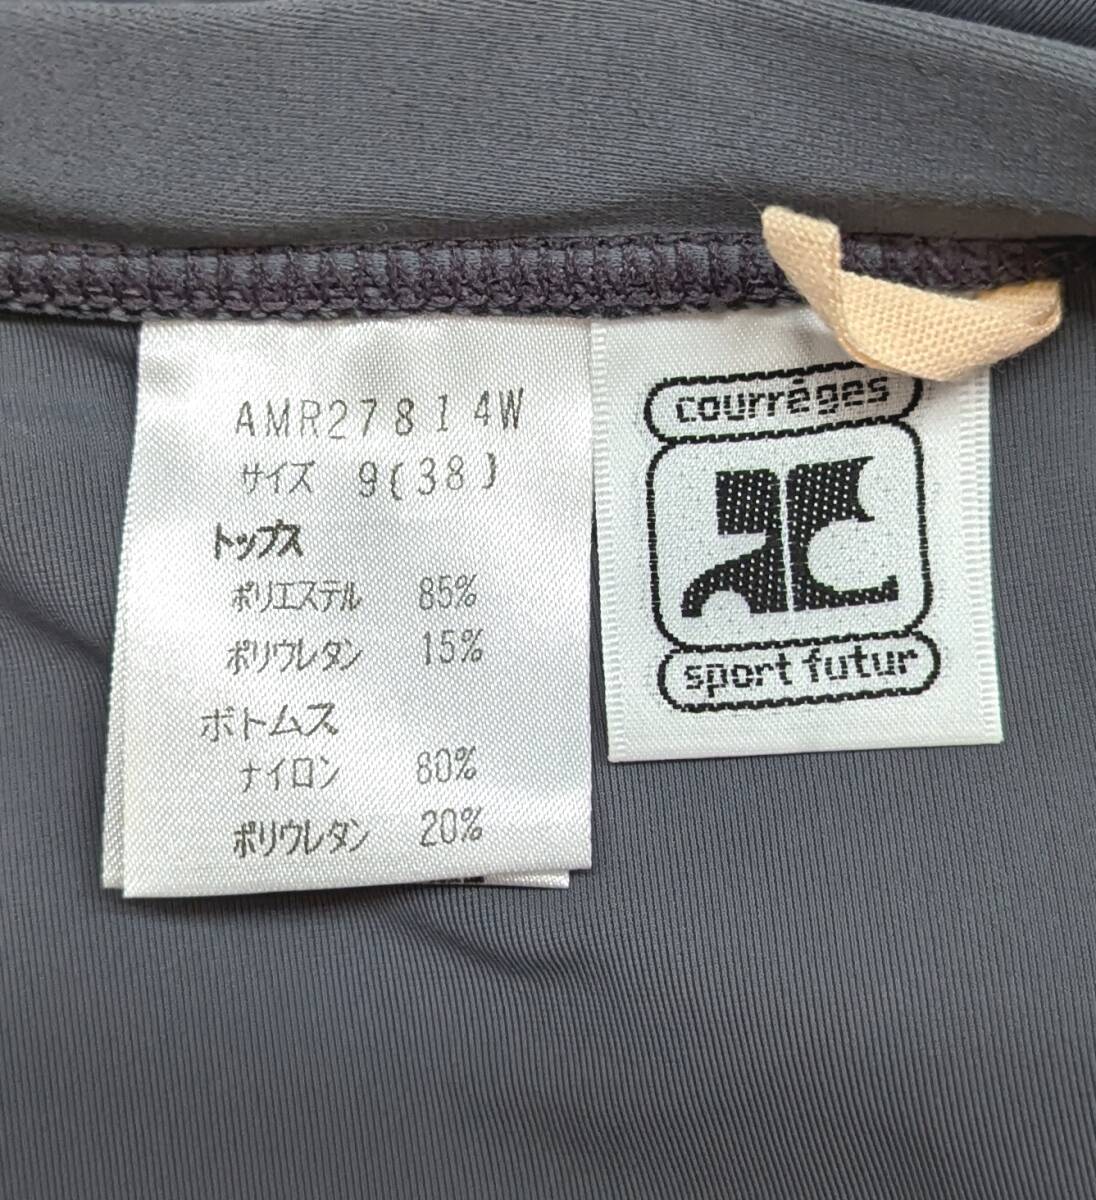 AMR27814W
サイズ 9(38)
トップス
ポリエステル 85%
ポリウレタン 15%
ボトムス
ナイロン 80%
ポリウレタン 20%
courrèges
sport futur